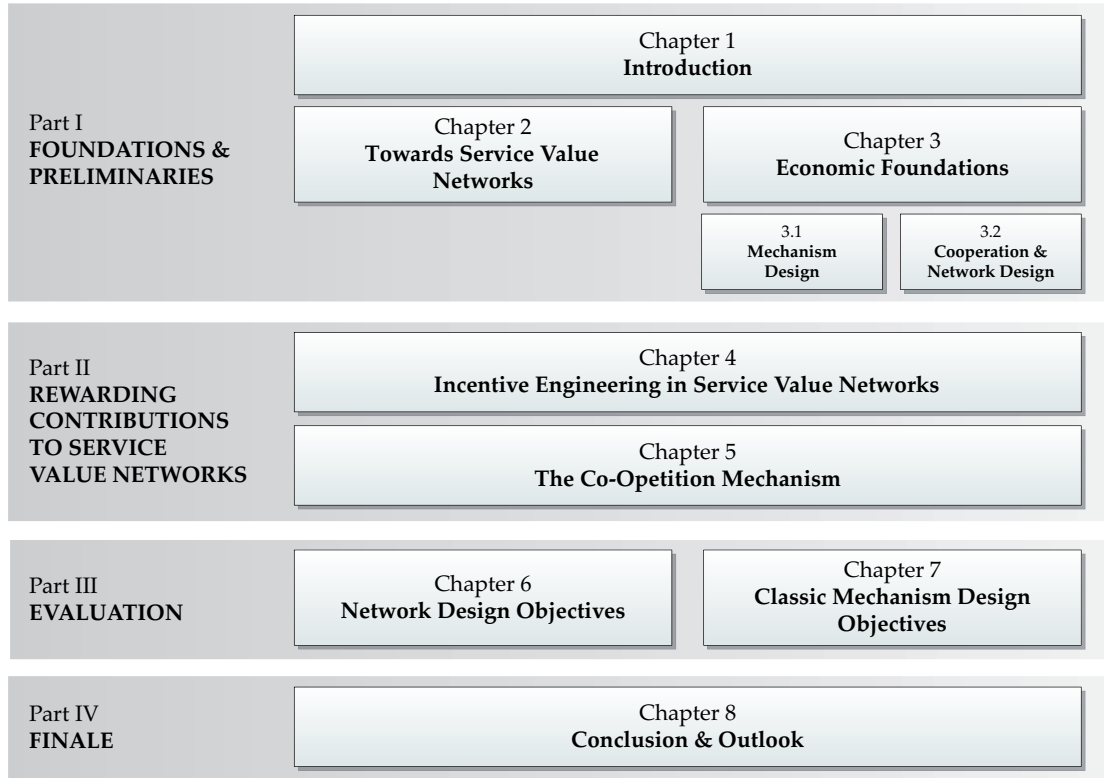 Part I
FOUNDATIONS &
PRELIMINARIES
Chapter 1
Introduction
Chapter 2
Towards Service Value
Networks
Chapter 3
Economic Foundations
3.1
Mechanism
Design
3.2
Cooperation &
Network Design
Part II
REWARDING
CONTRIBUTIONS
TO SERVICE
VALUE NETWORKS
Chapter 4
Incentive Engineering in Service Value Networks
Chapter 5
The Co-Opetition Mechanism
Part III
EVALUATION
Chapter 6
Network Design Objectives
Chapter 7
Classic Mechanism Design
Objectives
Part IV
FINALE
Chapter 8
Conclusion & Outlook